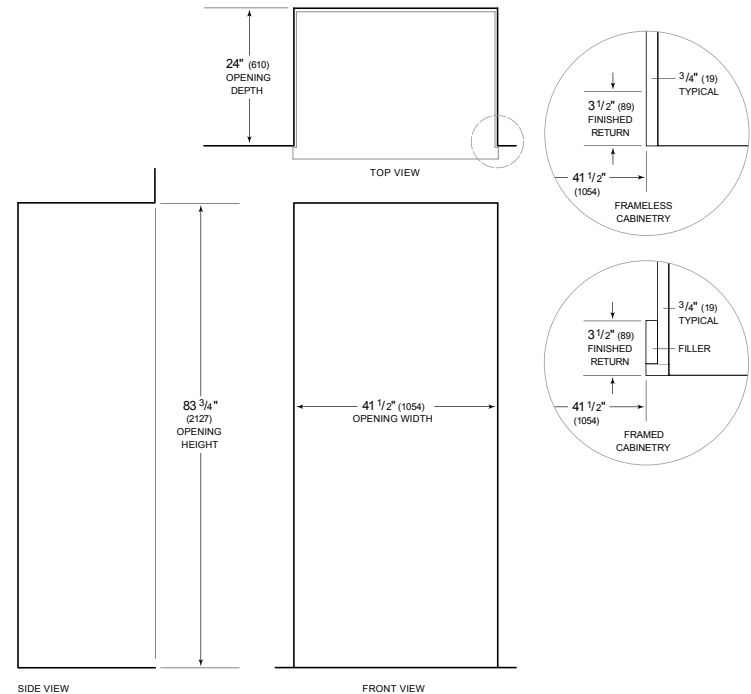 24" (610)
OPENING
DEPTH
TOP VIEW
3/4" (19)
TYPICAL
3 1/2" (89)
FINISHED
RETURN
41 1/2"
(1054)
FRAMELESS
CABINETRY
3/4" (19)
TYPICAL
3 1/2" (89)
FINISHED
RETURN
FILLER
41 1/2"
(1054)
FRAMED
CABINETRY
83 3/4"
(2127)
OPENING
HEIGHT
41 1/2" (1054)
OPENING WIDTH
SIDE VIEW
FRONT VIEW